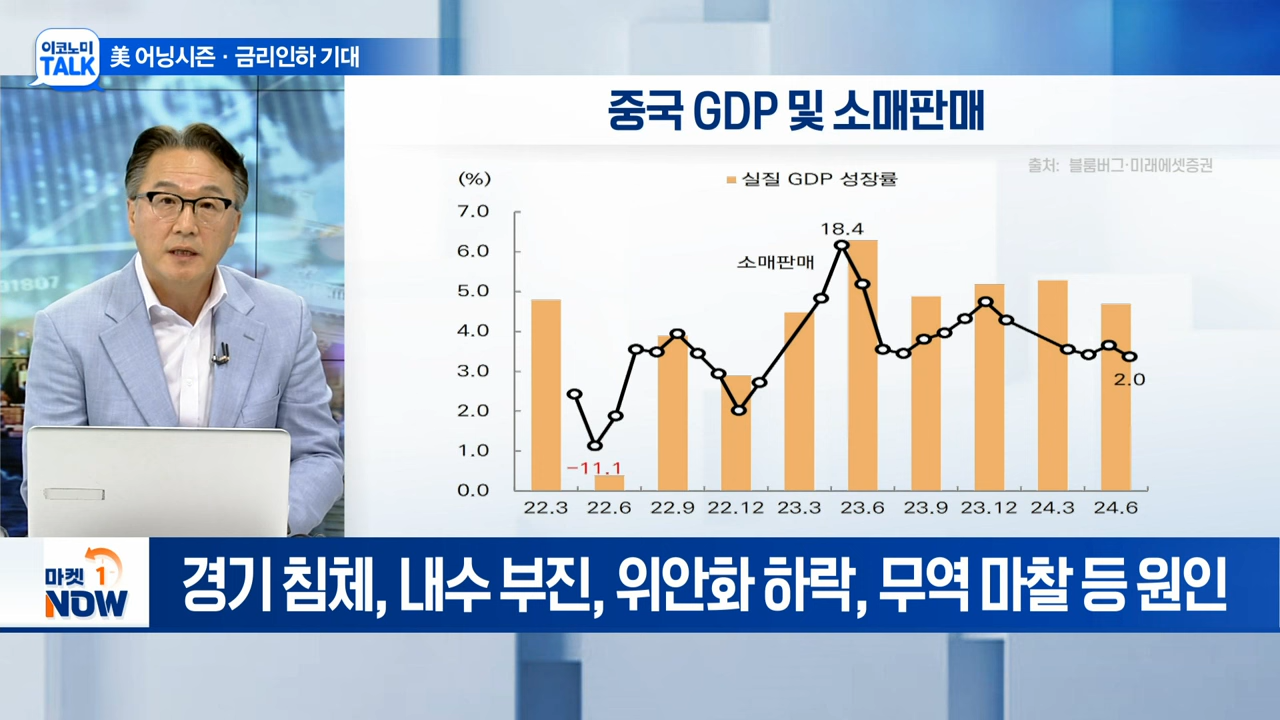 이코노미
TALK
美 어닝시즌 · 금리인하 기대
중국 GDP 및 소매판매
출처: 블룸버그·미래에셋증권
(%)
실질 GDP 성장률
7.0
6.0
5.0
4.0
3.0
2.0
1.0
0.0
18.4
소매판매
2.0
-11.1
22.3 22.6 22.9 22.12 23.3 23.6 23.9 23.12 24.3 24.6
31807
마켓 1
NOW
경기 침체, 내수 부진, 위안화 하락, 무역 마찰 등 원인